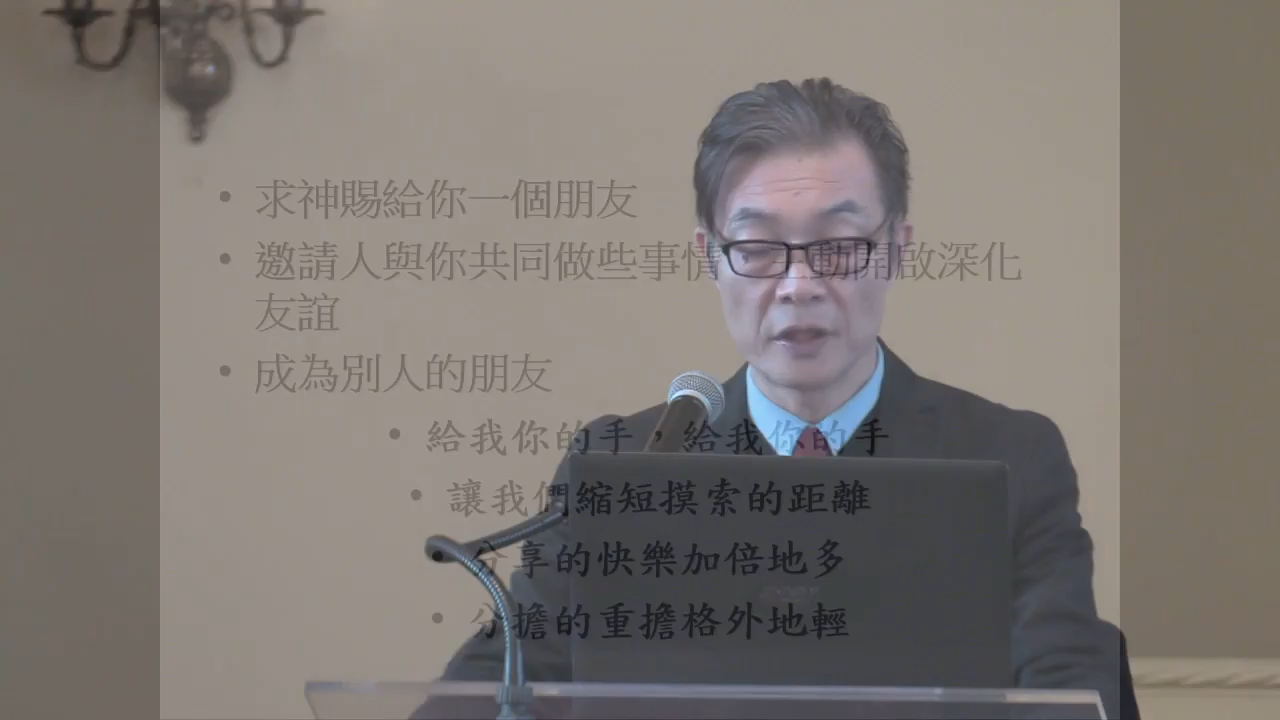 • 求神賜給你一個朋友
• 邀請人與你共同做些事情,主動開啟深化
友誼
• 成為別人的朋友
• 給我你的手,給我你的手
• 讓我們縮短摸索的距離
• 分享的快樂加倍地多
• 分擔的重擔格外地輕